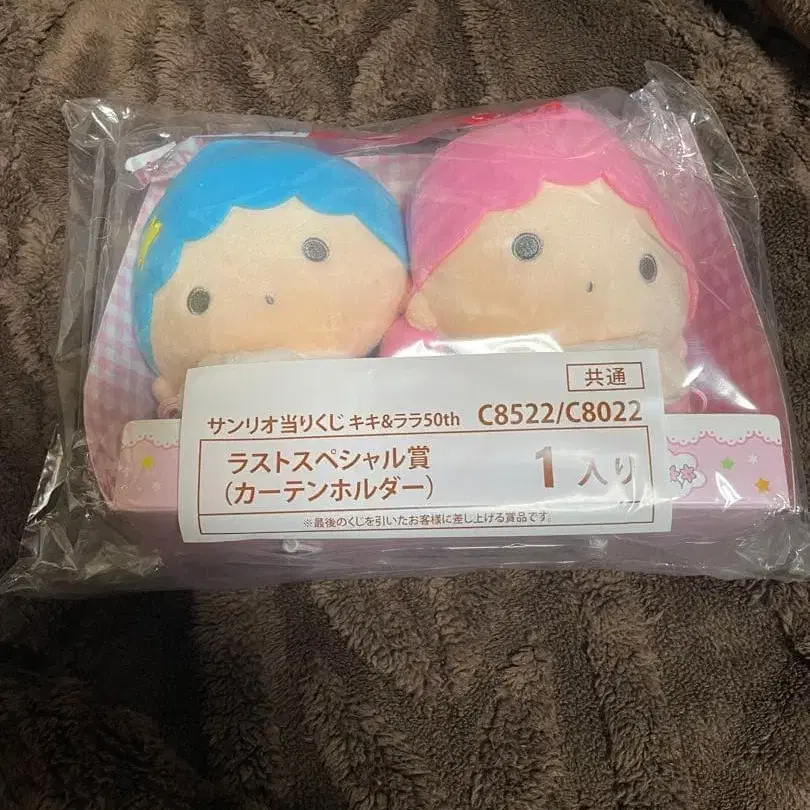 共通
サンリオ当りくじ キキ&ララ50th C8522/C8022
ラストスペシャル賞
(カーテンホルダー)
1 入り
※最後のくじを引いたお客様に差し上げる賞品です。